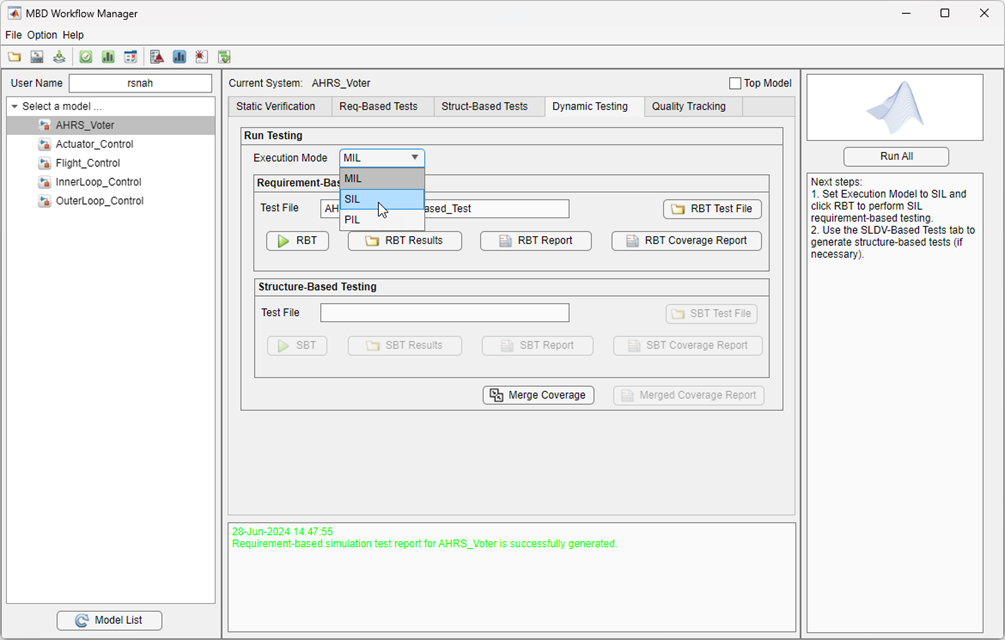 MBD Workflow Manager
File Option Help
User Name rsnah
Select a model ...
AHRS_Voter
Actuator_Control
Flight_Control
InnerLoop_Control
OuterLoop_Control
Model List
Current System: AHRS_Voter
Top Model
Static Verification Req-Based Tests Struct-Based Tests Dynamic Testing Quality Tracking
Run Testing
Execution Mode MIL
MIL
SIL
PIL
Requirement-Bas
Test File AH ased_Test RBT Test File
RBT RBT Results RBT Report RBT Coverage Report
Structure-Based Testing
Test File SBT Test File
SBT SBT Results SBT Report SBT Coverage Report
Merge Coverage Merged Coverage Report
28-Jun-2024 14:47:55
Requirement-based simulation test report for AHRS_Voter is successfully generated.
Run All
Next steps:
1. Set Execution Model to SIL and
click RBT to perform SIL
requirement-based testing.
2. Use the SLDV-Based Tests tab to
generate structure-based tests (if
necessary).